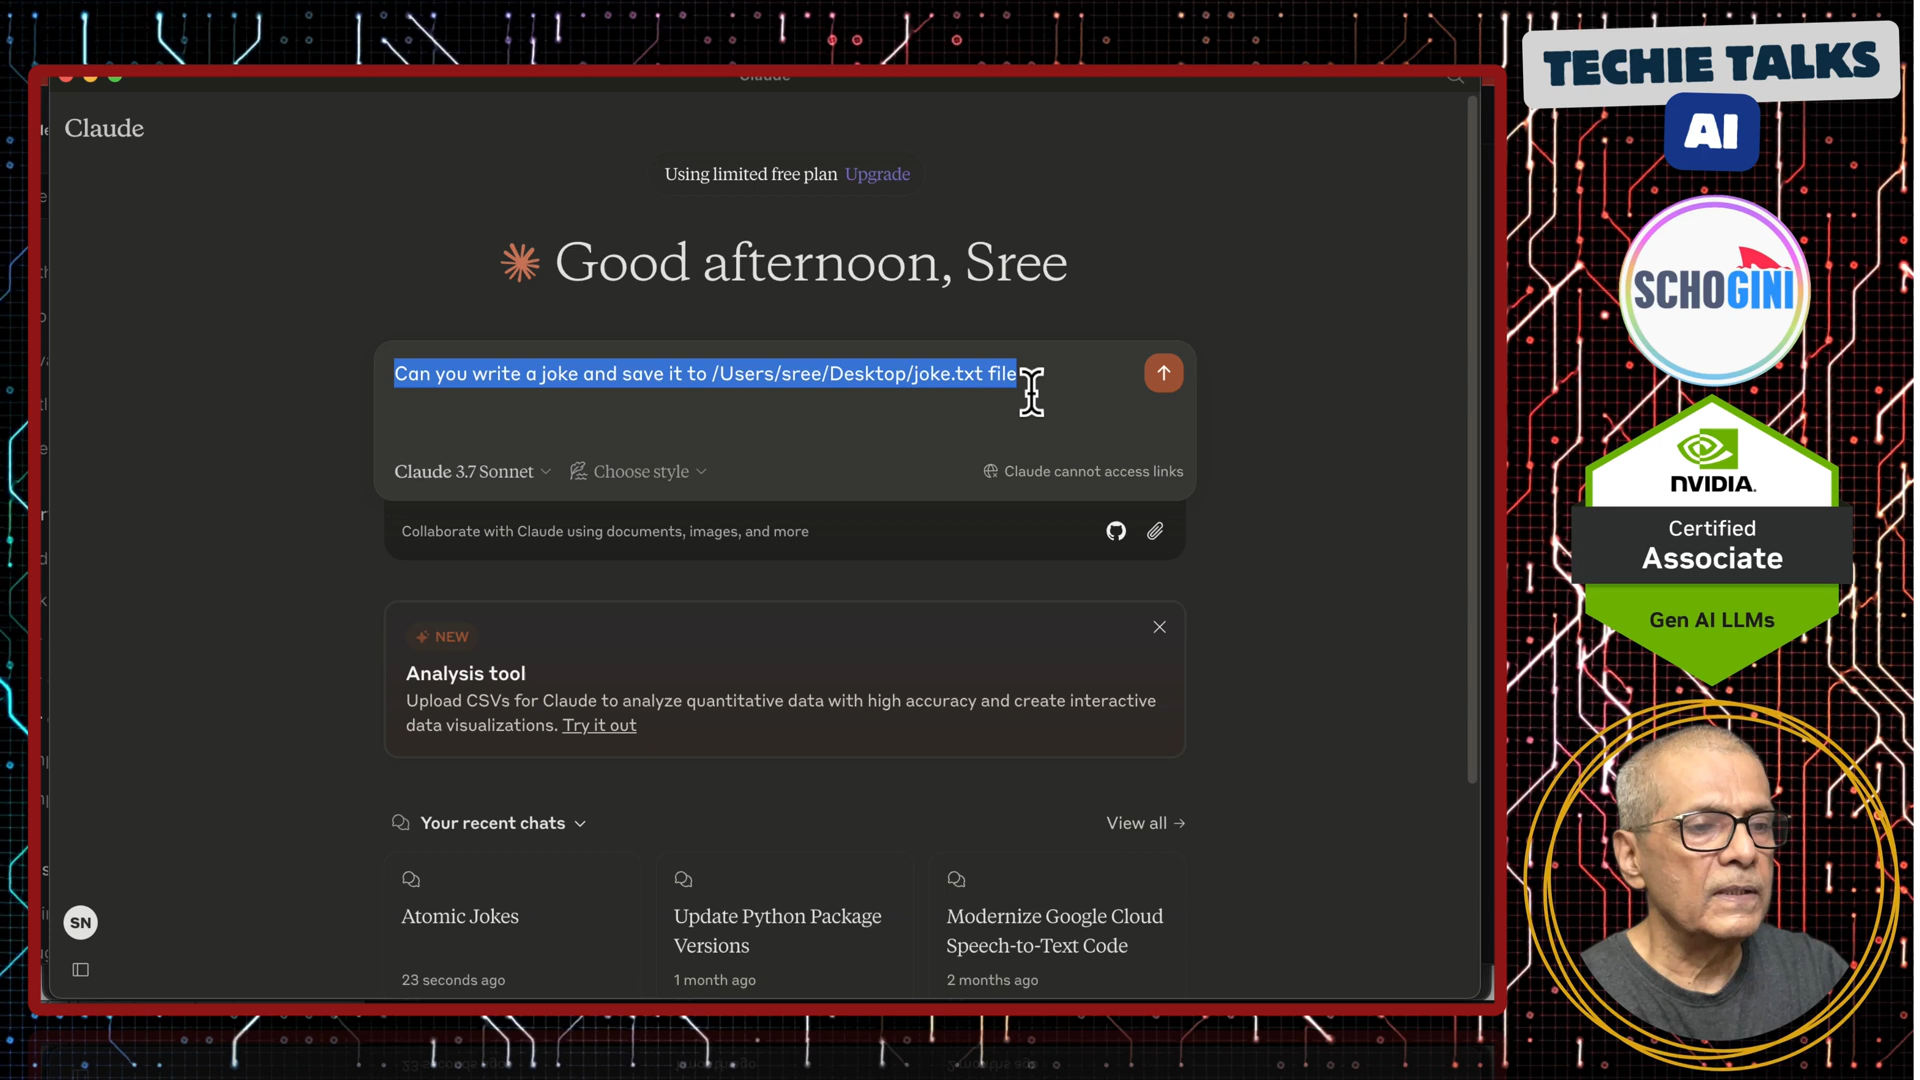 Claude
TECHIE TALKS
AI
Claude
Using limited free plan Upgrade
Good afternoon, Sree
Can you write a joke and save it to /Users/sree/Desktop/joke.txt file
Claude 3.7 Sonnet
Choose style
Claude cannot access links
Collaborate with Claude using documents, images, and more
NEW
Analysis tool
Upload CSVs for Claude to analyze quantitative data with high accuracy and create interactive
data visualizations. Try it out
Your recent chats
View all →
Atomic Jokes
23 seconds ago
Update Python Package
Versions
1 month ago
Modernize Google Cloud
Speech-to-Text Code
2 months ago
SN
SCHOGINI
NVIDIA.
Certified
Associate
Gen AI LLMs